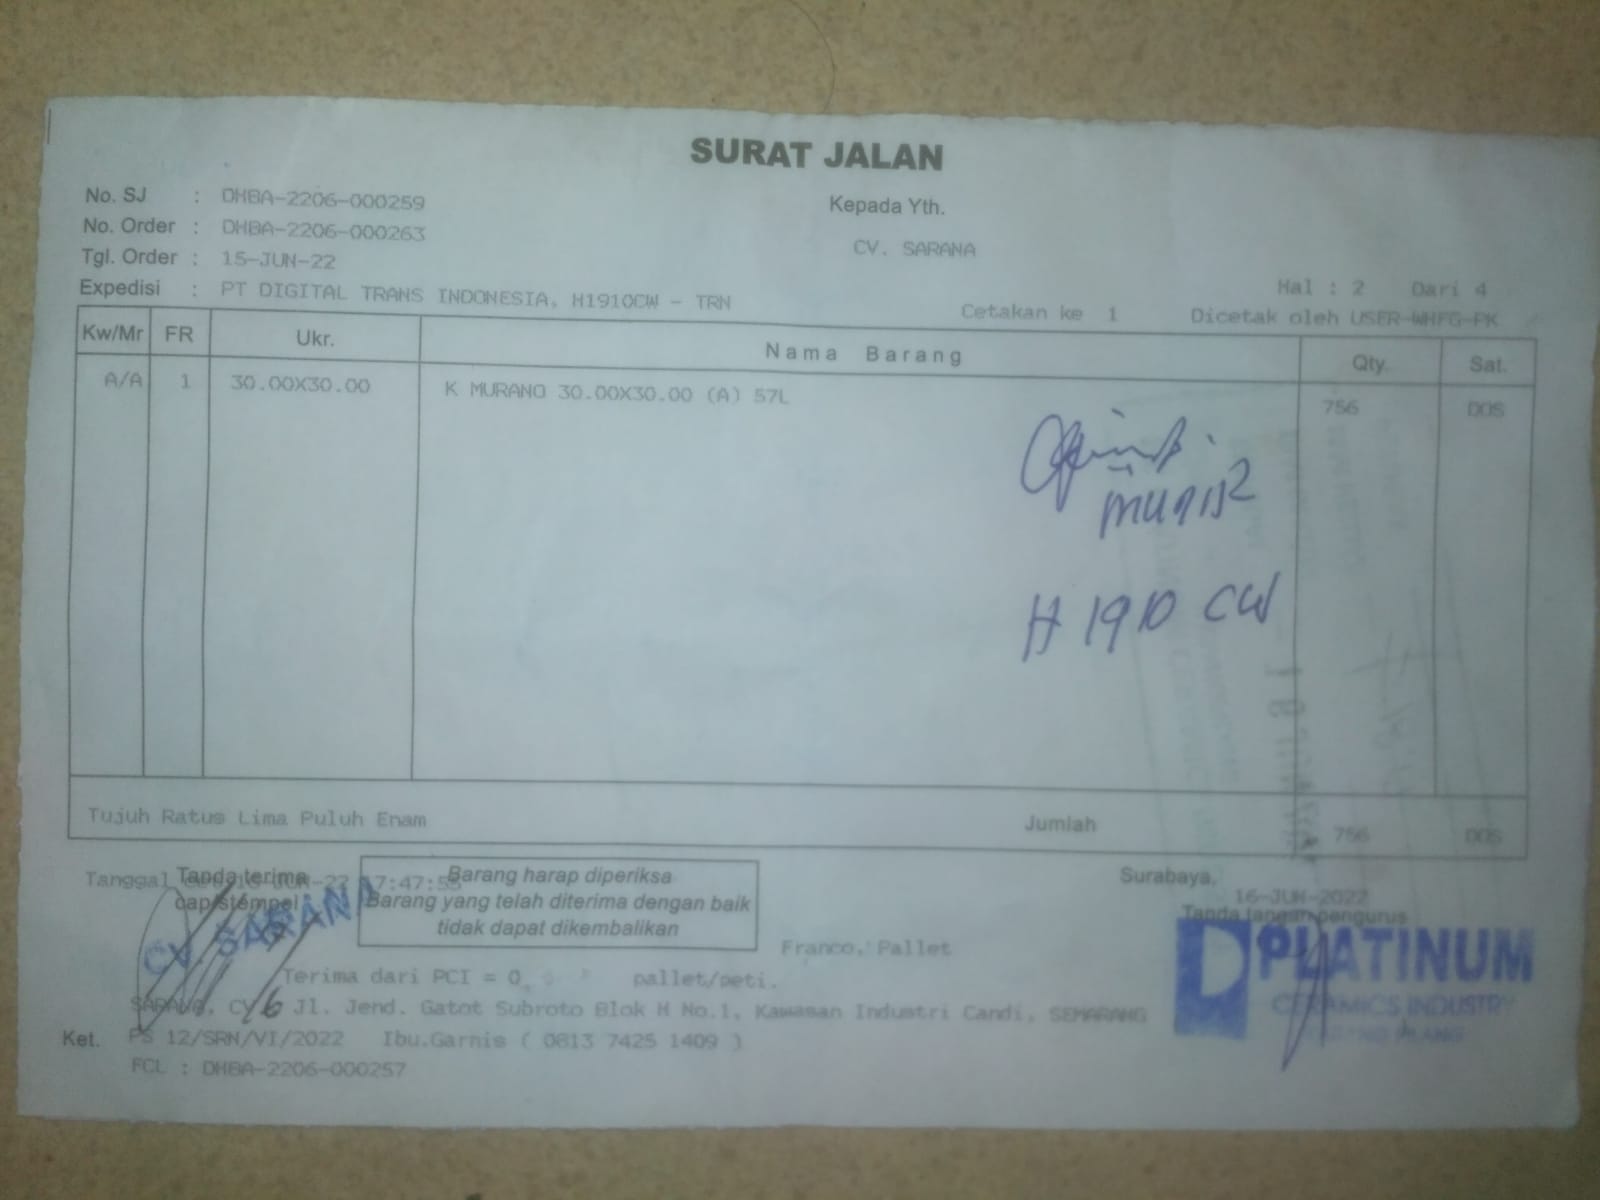 SURAT JALAN
No. SJ : DHBA-2206-000259
Kepada Yth.
No. Order : DHBA-2206-000263
CV. SARANA
Tgl. Order : 15-JUN-22
Hal : 2 Dari 4
Expedisi : PT DIGITAL TRANS INDONESIA, H1910CW - TRN
Cetakan ke 1 Dicetak oleh USER-WHFG-PK
Kw/Mr FR Ukr. Nama Barang Qty. Sat.
A/A 1 30.00X30.00 K MURANO 30.00X30.00 (A) 57L 756 DOS
H 1910 CW
Tujuh Ratus Lima Puluh Enam Jumlah 756 DOS
Tanggal 17:47:55
Tanda terima
cap/stempel
CV. SARANA
Barang harap diperiksa
Barang yang telah diterima dengan baik
tidak dapat dikembalikan
Surabaya,
16-JUN-2022
Tanda tangan pengurus
PLATINUM
CERAMICS INDUSTRY
Franco, Pallet
Terima dari PCI = 0, pallet/peti.
SARANA, CV Jl. Jend. Gatot Subroto Blok H No.1, Kawasan Industri Candi, SEMARANG
Ket. PS 12/SRN/VI/2022 Ibu.Garnis ( 0813 7425 1409 )
FCL : DHBA-2206-000257